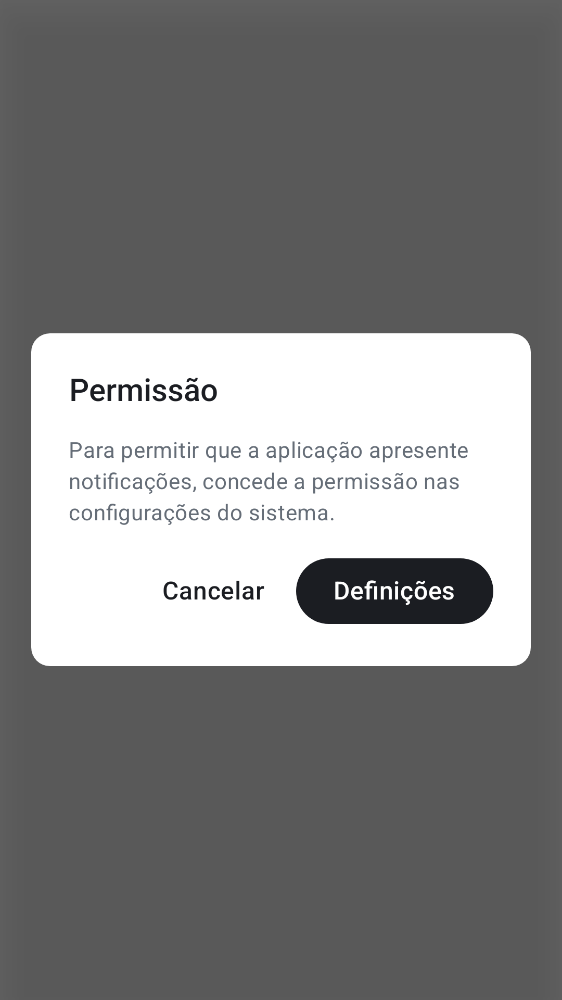 Permissão
Para permitir que a aplicação apresente
notificações, concede a permissão nas
configurações do sistema.
Cancelar
Definições